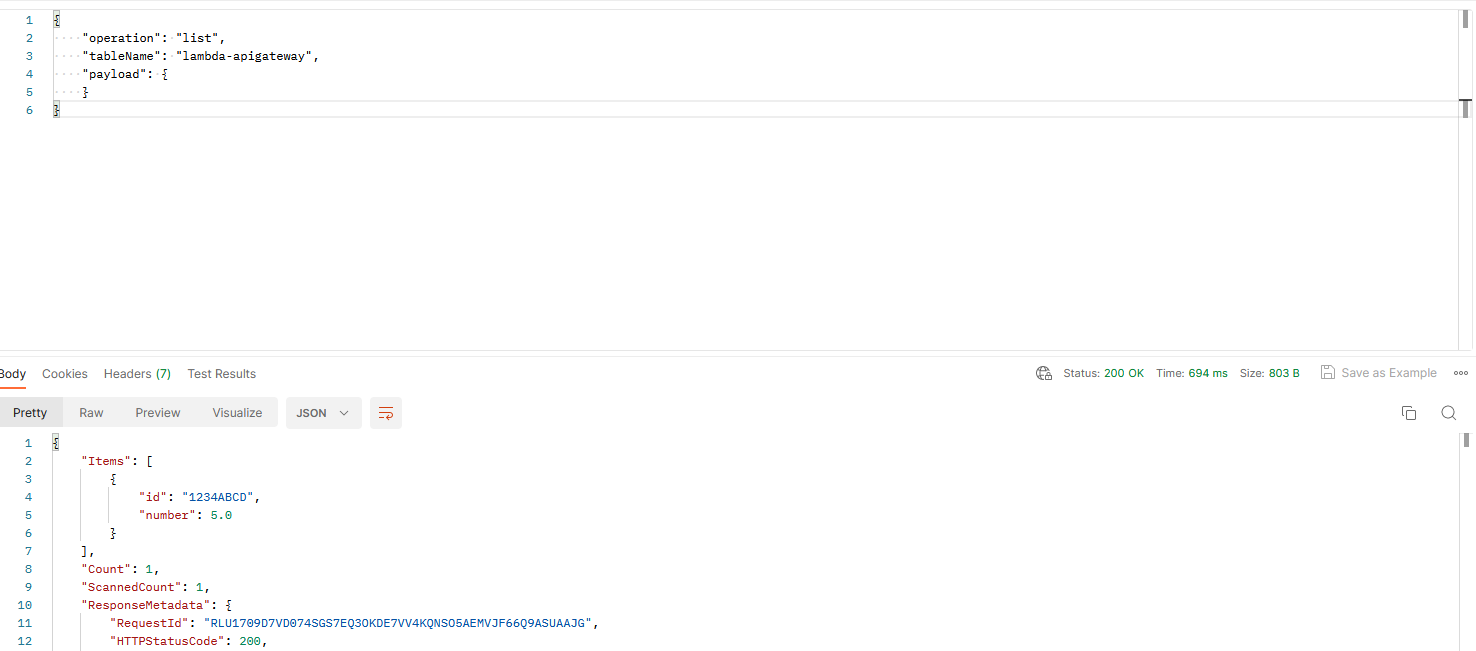 1 {
2 "operation": "list",
3 "tableName": "lambda-apigateway",
4 "payload": {
5 }
6 }
Body Cookies Headers (7) Test Results Status: 200 OK Time: 694 ms Size: 803 B Save as Example
Pretty Raw Preview Visualize JSON
1 {
2 "Items": [
3 {
4 "id": "1234ABCD",
5 "number": 5.0
6 }
7 ],
8 "Count": 1,
9 "ScannedCount": 1,
10 "ResponseMetadata": {
11 "RequestId": "RLU1709D7VD074SGS7EQ3OKDE7VV4KQNSO5AEMVJF66Q9ASUAAJG",
12 "HTTPStatusCode": 200,